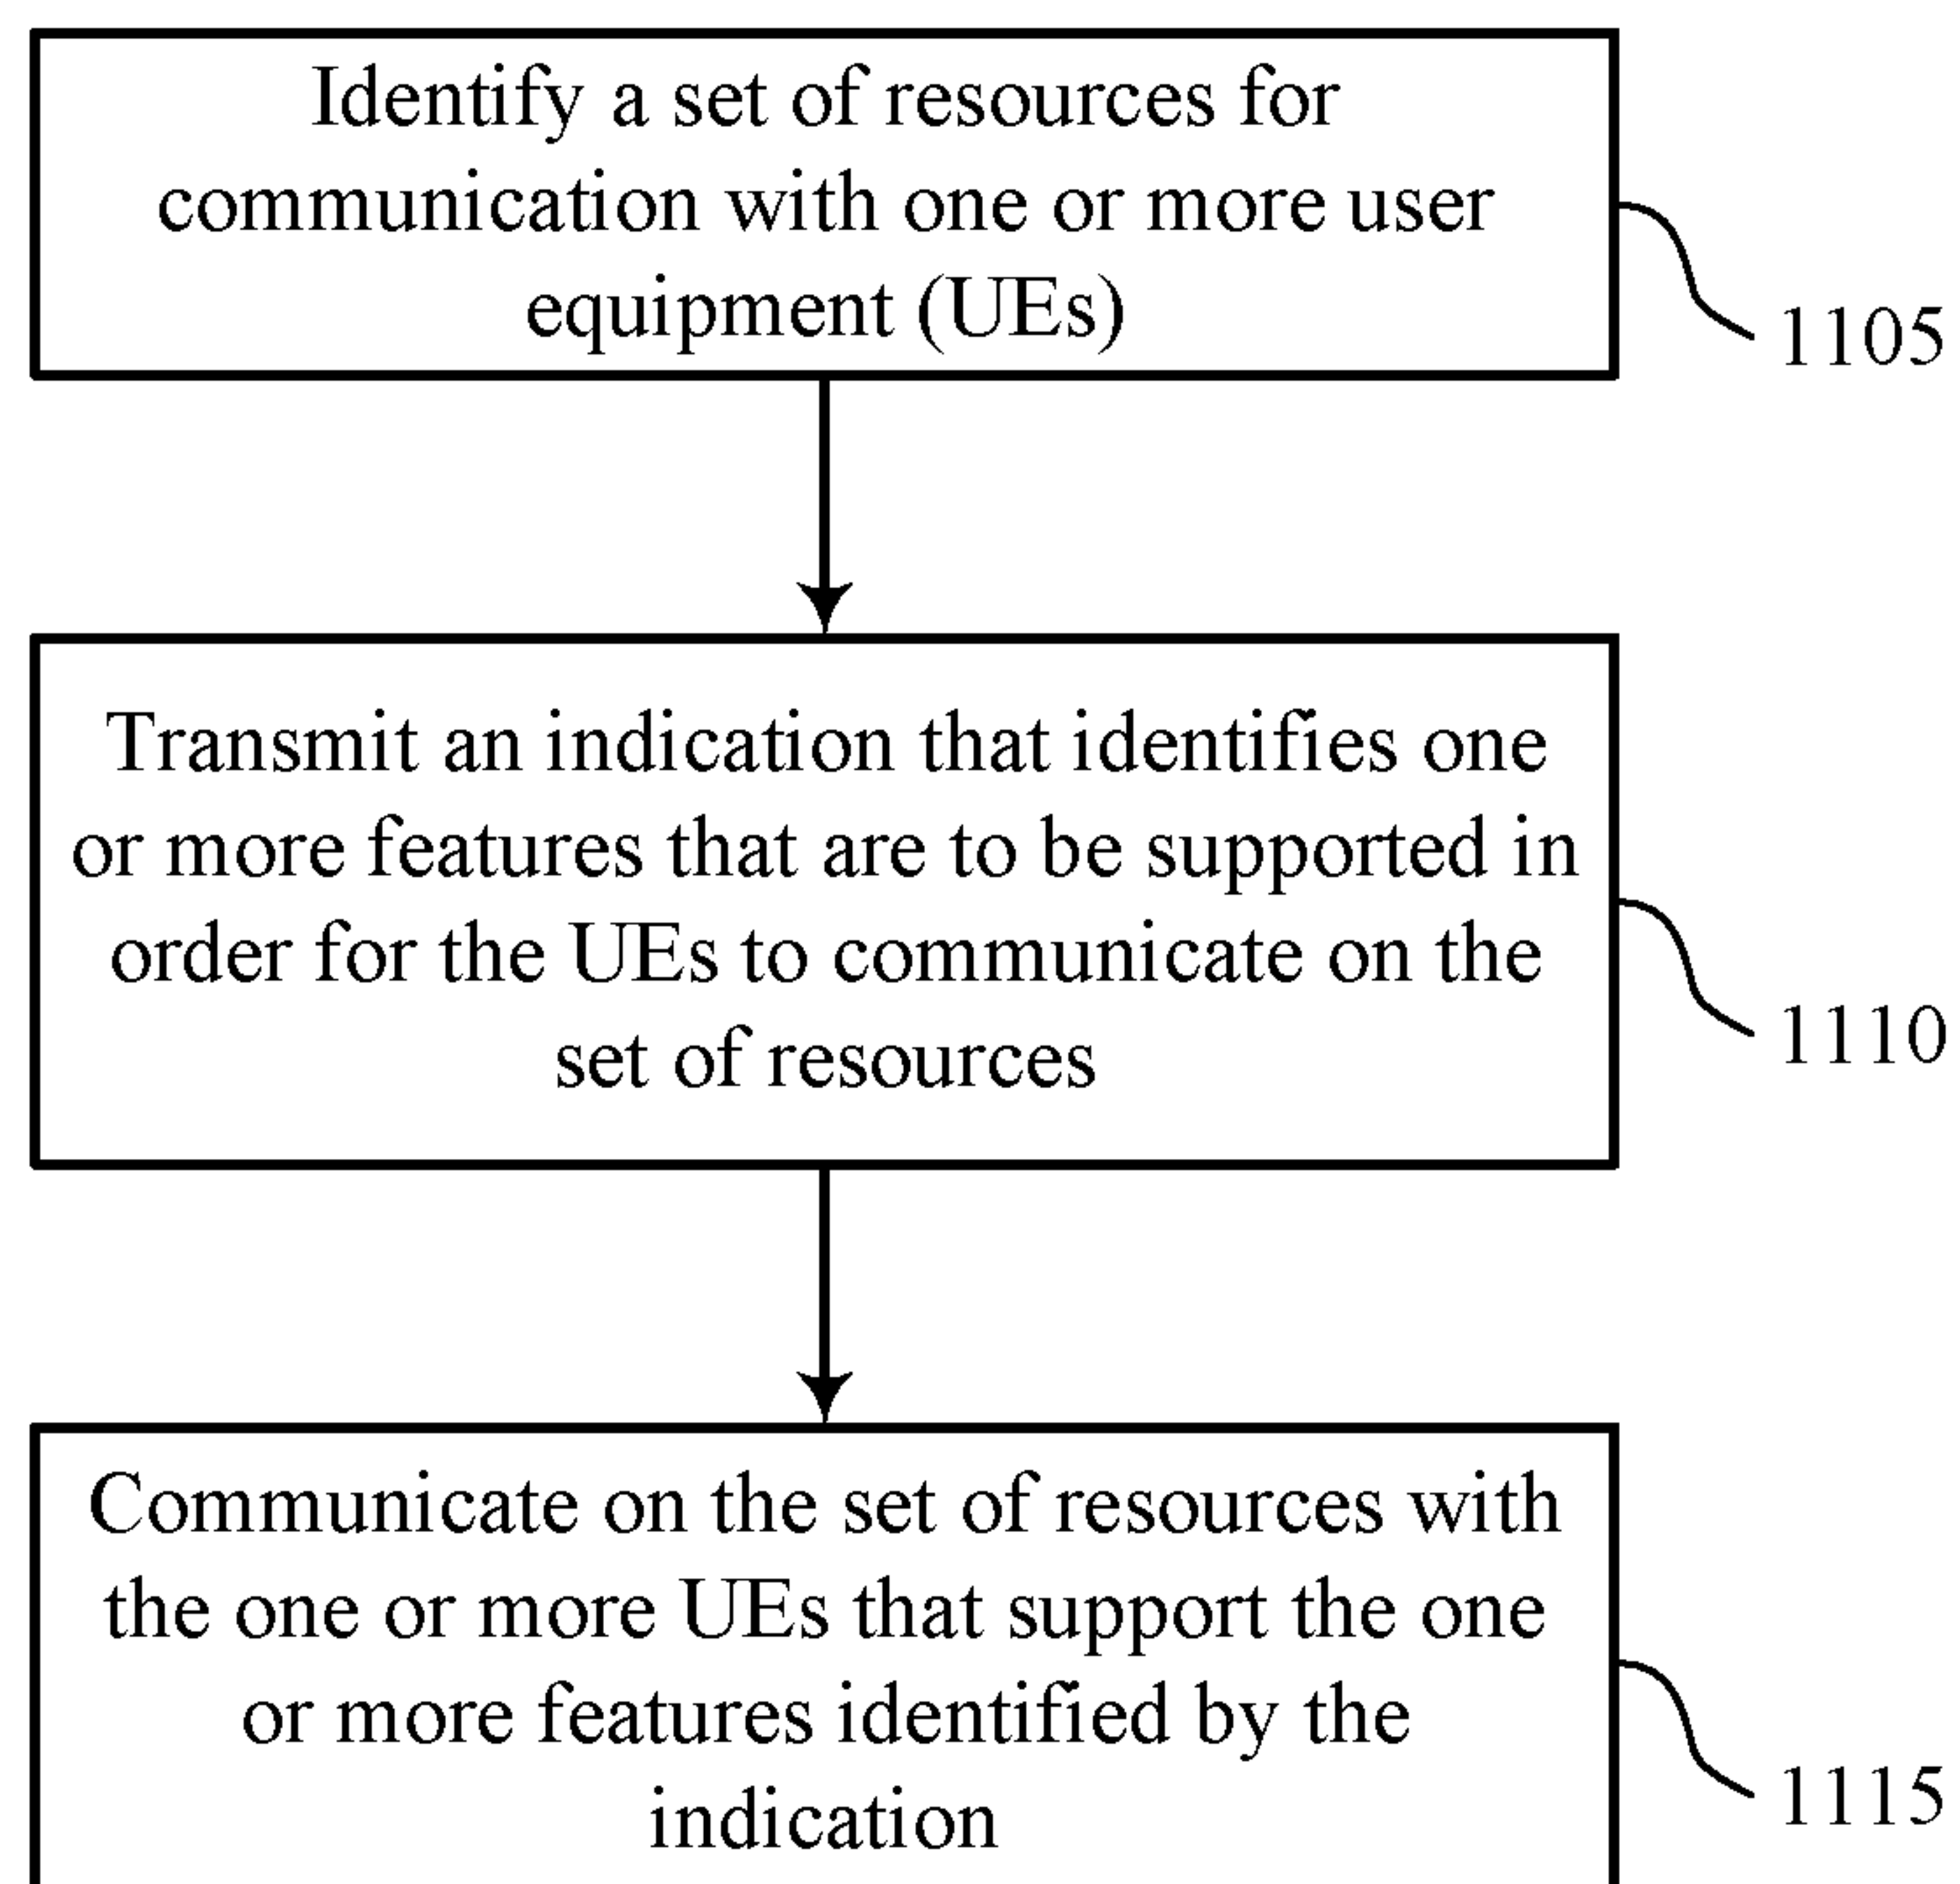 Identify a set of resources for
communication with one or more user
equipment (UEs)
1105
Transmit an indication that identifies one
or more features that are to be supported in
order for the UEs to communicate on the
set of resources
1110
Communicate on the set of resources with
the one or more UEs that support the one
or more features identified by the
indication
1115